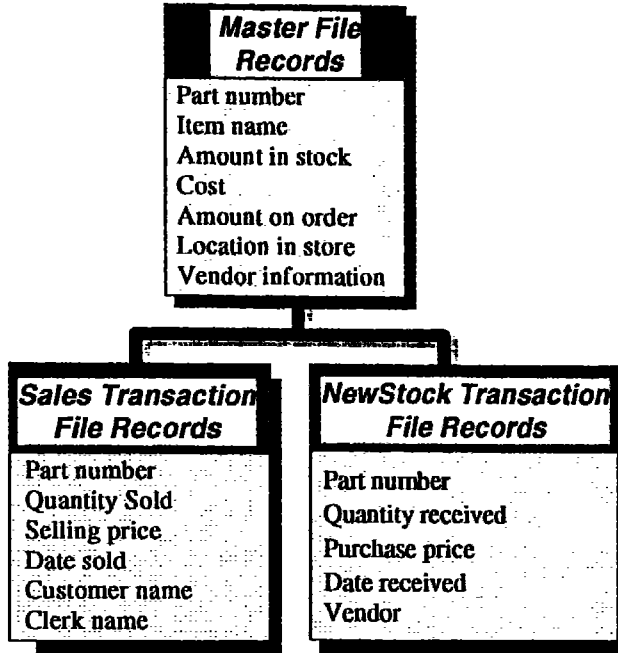 Master File
Records
Part number
Item name
Amount in stock
Cost
Amount on order
Location in store
Vendor information
Sales Transaction
File Records
Part number
Quantity Sold
Selling price
Date sold
Customer name
Clerk name
NewStock Transaction
File Records
Part number
Quantity received
Purchase price
Date received
Vendor